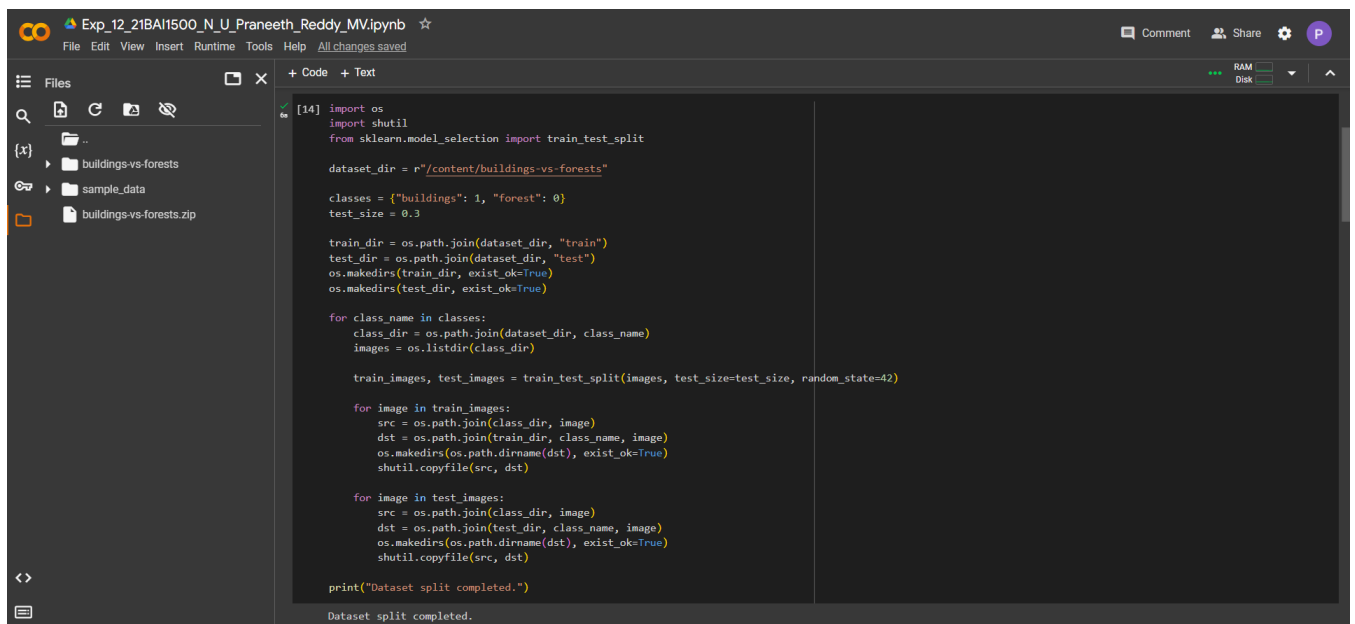 Exp_12_21BAI1500_N_U_Praneeth_Reddy_MV.ipynb
Comment Share P
File Edit View Insert Runtime Tools Help All changes saved
Files
+ Code + Text
RAM
Disk
..
buildings-vs-forests
sample_data
buildings-vs-forests.zip
{x}
6s
[14] import os
import shutil
from sklearn.model_selection import train_test_split

dataset_dir = r"/content/buildings-vs-forests"

classes = {"buildings": 1, "forest": 0}
test_size = 0.3

train_dir = os.path.join(dataset_dir, "train")
test_dir = os.path.join(dataset_dir, "test")
os.makedirs(train_dir, exist_ok=True)
os.makedirs(test_dir, exist_ok=True)

for class_name in classes:
    class_dir = os.path.join(dataset_dir, class_name)
    images = os.listdir(class_dir)

    train_images, test_images = train_test_split(images, test_size=test_size, random_state=42)

    for image in train_images:
        src = os.path.join(class_dir, image)
        dst = os.path.join(train_dir, class_name, image)
        os.makedirs(os.path.dirname(dst), exist_ok=True)
        shutil.copyfile(src, dst)

    for image in test_images:
        src = os.path.join(class_dir, image)
        dst = os.path.join(test_dir, class_name, image)
        os.makedirs(os.path.dirname(dst), exist_ok=True)
        shutil.copyfile(src, dst)

print("Dataset split completed.")
Dataset split completed.